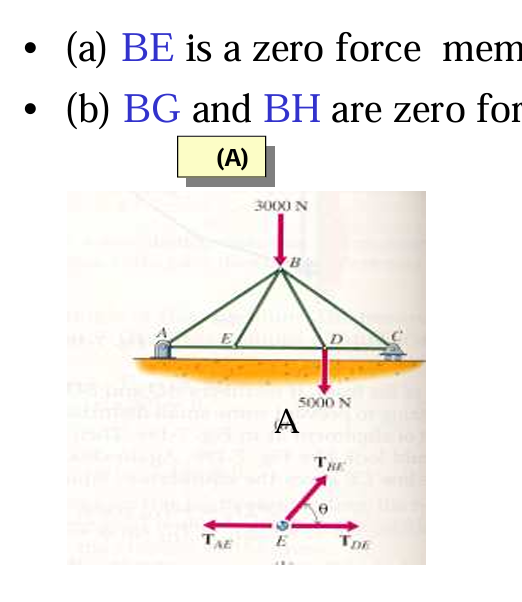 • (a) BE is a zero force mem
• (b) BG and BH are zero for
(A)
3000 N
B
A E D C
5000 N
A
T_BE
θ
T_AE E T_DE